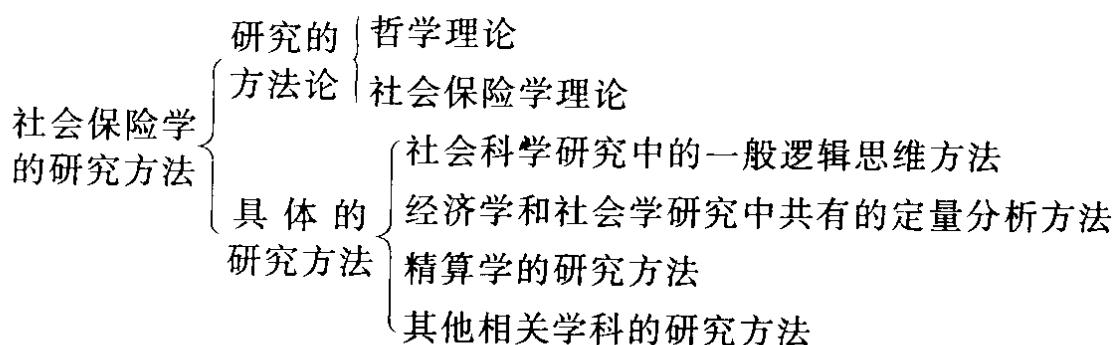 社会保险学
的研究方法
研究的
方法论
哲学理论
社会保险学理论
具体的
研究方法
社会科学研究中的一般逻辑思维方法
经济学和社会学研究中共有的定量分析方法
精算学的研究方法
其他相关学科的研究方法